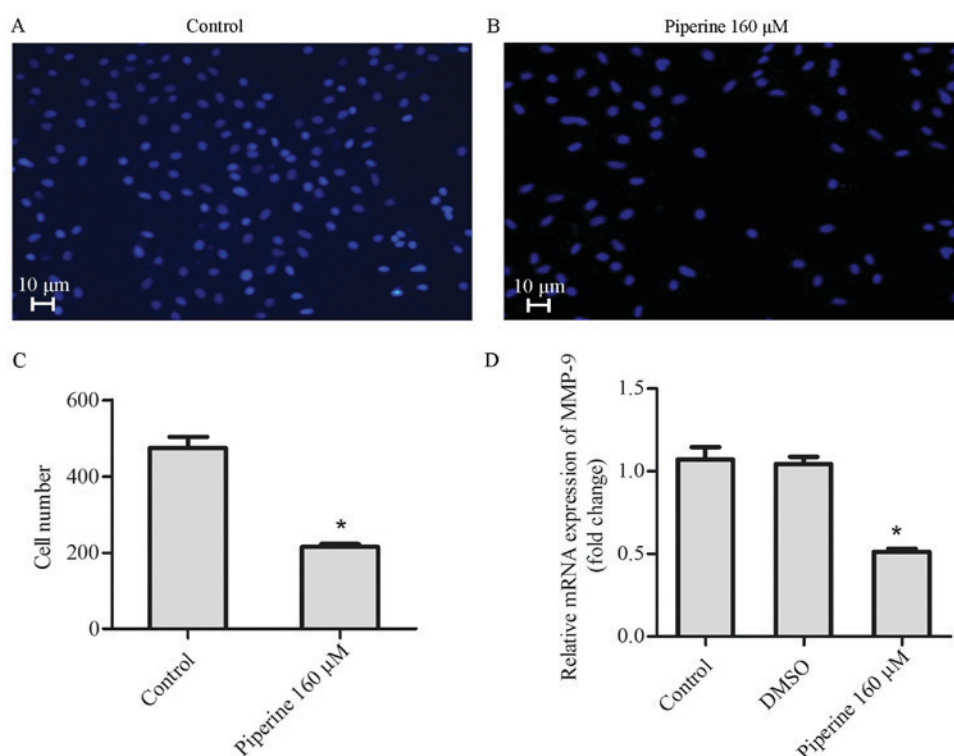 A
Control
B
Piperine 160 µM
10 µm
10 µm
C
Cell number
600
400
200
0
*
Control
Piperine 160 µM
D
Relative mRNA expression of MMP-9
(fold change)
1.5
1.0
0.5
0.0
*
Control
DMSO
Piperine 160 µM